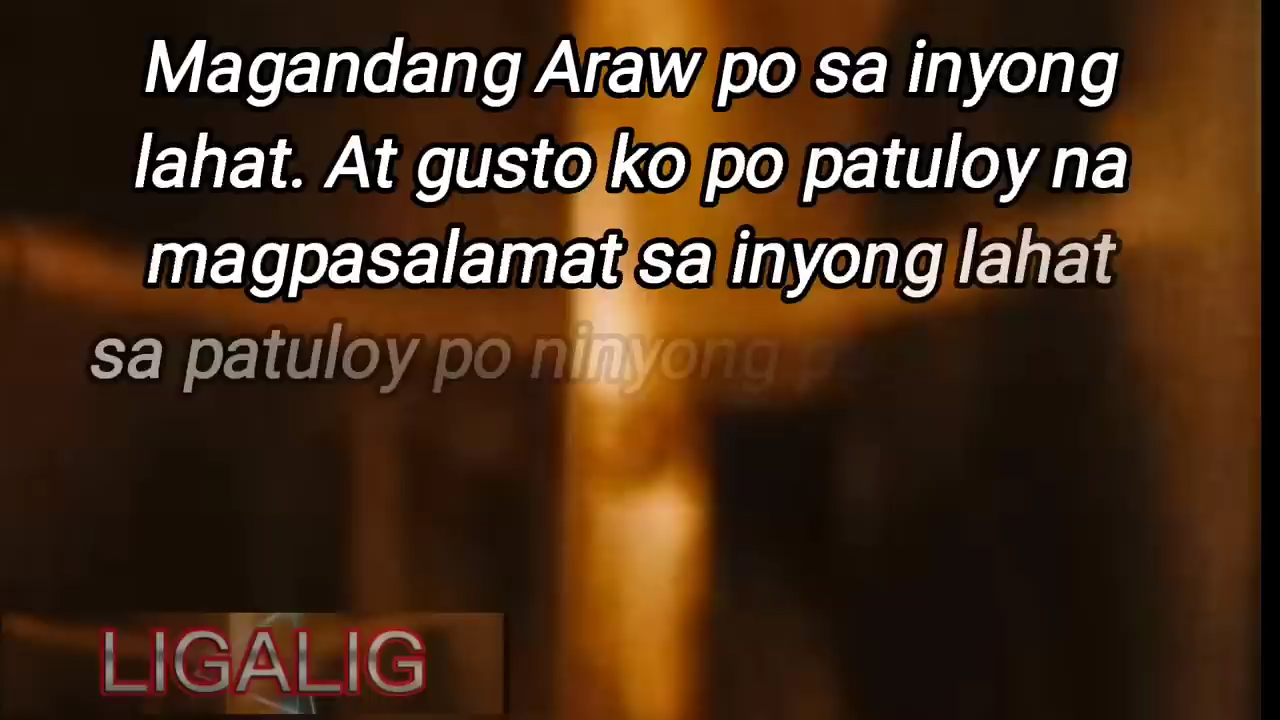 Magandang Araw po sa inyong
lahat. At gusto ko po patuloy na
magpasalamat sa inyong lahat
sa patuloy po ninyong
LIGALIG